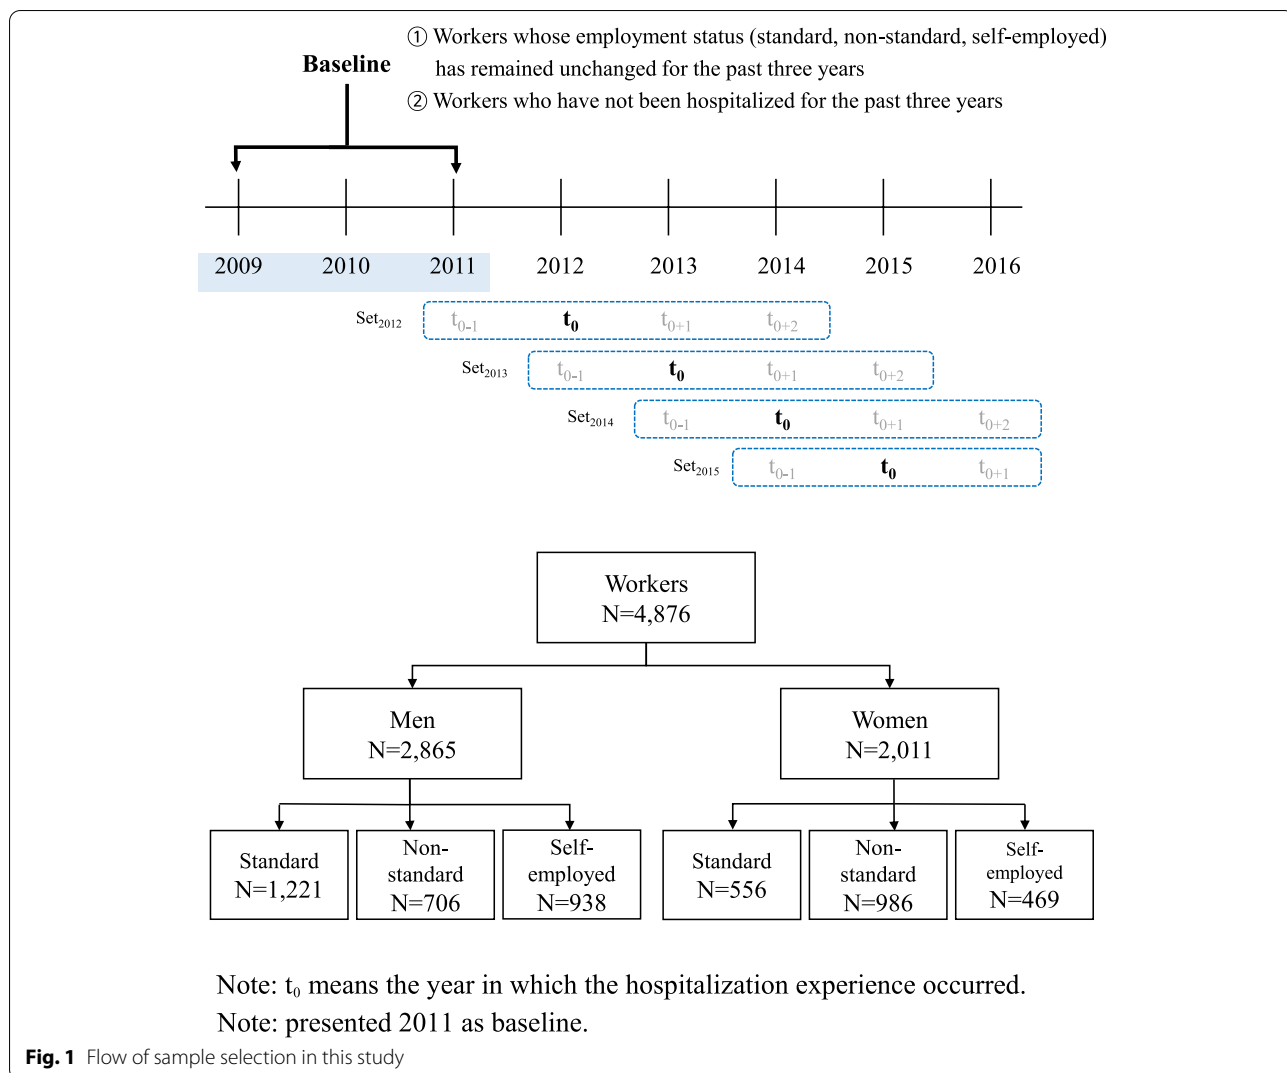 ① Workers whose employment status (standard, non-standard, self-employed)
has remained unchanged for the past three years
② Workers who have not been hospitalized for the past three years
Baseline
2009 2010 2011 2012 2013 2014 2015 2016
Set2012 t0-1 t0 t0+1 t0+2
Set2013 t0-1 t0 t0+1 t0+2
Set2014 t0-1 t0 t0+1 t0+2
Set2015 t0-1 t0 t0+1
Workers
N=4,876
Men
N=2,865
Women
N=2,011
Standard
N=1,221
Non-
standard
N=706
Self-
employed
N=938
Standard
N=556
Non-
standard
N=986
Self-
employed
N=469
Note: t0 means the year in which the hospitalization experience occurred.
Note: presented 2011 as baseline.
Fig. 1 Flow of sample selection in this study